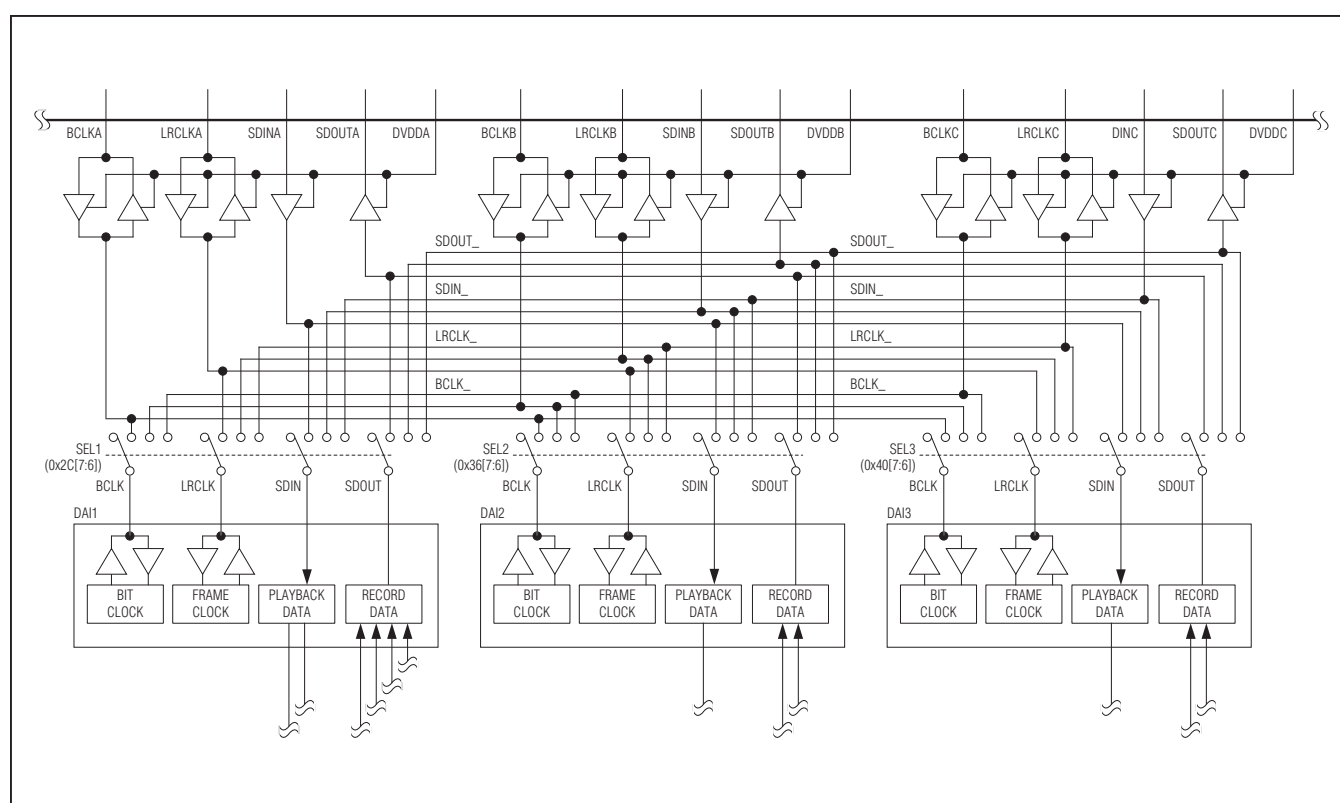 BCLKA LRCLKA SDINA SDOUTA DVDDA BCLKB LRCLKB SDINB SDOUTB DVDDB BCLKC LRCLKC DINC SDOUTC DVDDC
SDOUT_ SDOUT_
SDIN_ SDIN_
LRCLK_ LRCLK_
BCLK_ BCLK_
SEL1 SEL2 SEL3
(0x2C[7:6]) (0x36[7:6]) (0x40[7:6])
BCLK LRCLK SDIN SDOUT BCLK LRCLK SDIN SDOUT BCLK LRCLK SDIN SDOUT
DAI1 DAI2 DAI3
BIT FRAME PLAYBACK RECORD BIT FRAME PLAYBACK RECORD BIT FRAME PLAYBACK RECORD
CLOCK CLOCK DATA DATA CLOCK CLOCK DATA DATA CLOCK CLOCK DATA DATA